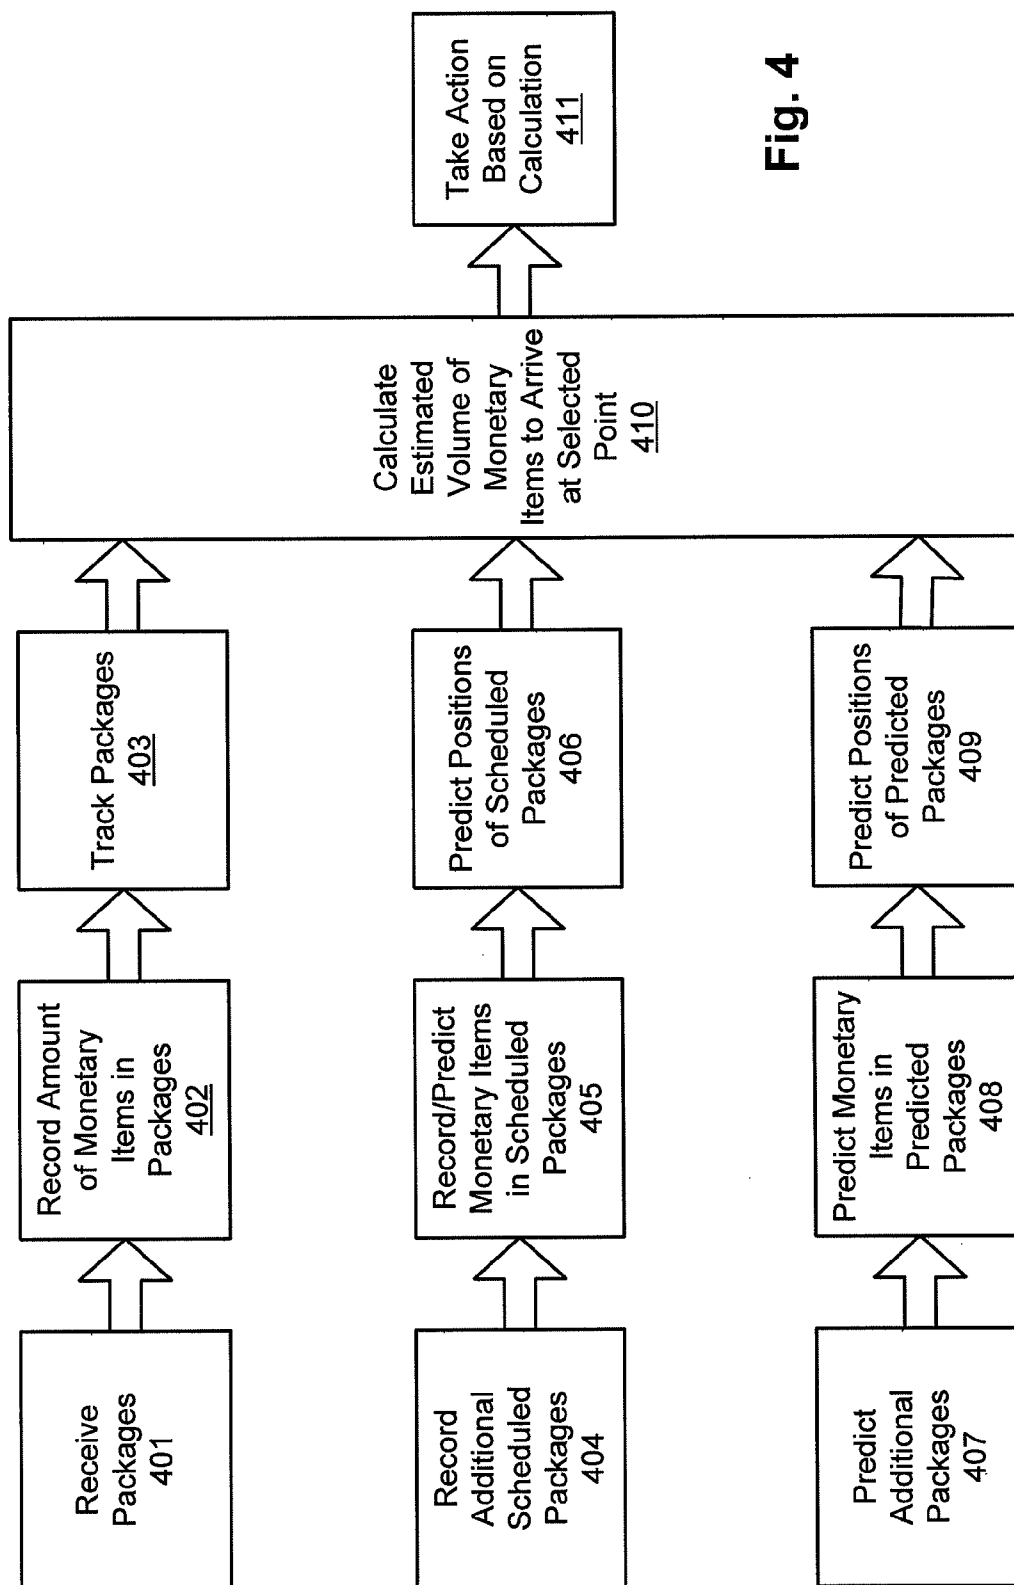 Receive
Packages
401
Record Amount
of Monetary
Items in
Packages
402
Track Packages
403
Record
Additional
Scheduled
Packages
404
Record/Predict
Monetary Items
in Scheduled
Packages
405
Predict Positions
of Scheduled
Packages
406
Predict
Additional
Packages
407
Predict Monetary
Items in
Predicted
Packages
408
Predict Positions
of Predicted
Packages
409
Calculate
Estimated
Volume of
Monetary
Items to Arrive
at Selected
Point
410
Take Action
Based on
Calculation
411
Fig. 4